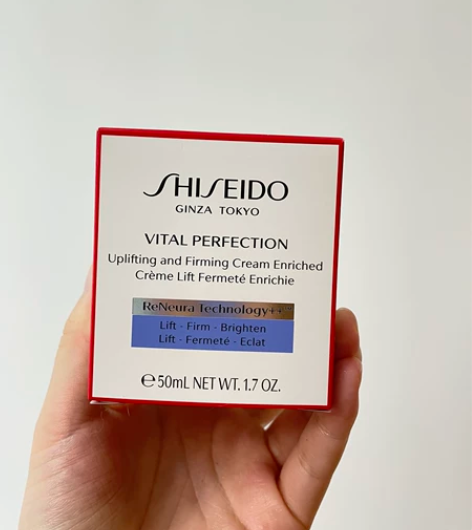 SHISEIDO
GINZA TOKYO
VITAL PERFECTION
Uplifting and Firming Cream Enriched
Crème Lift Fermeté Enrichie
ReNeura Technology++™
Lift - Firm - Brighten
Lift - Fermeté - Eclat
℮50mL NET WT. 1.7 OZ.